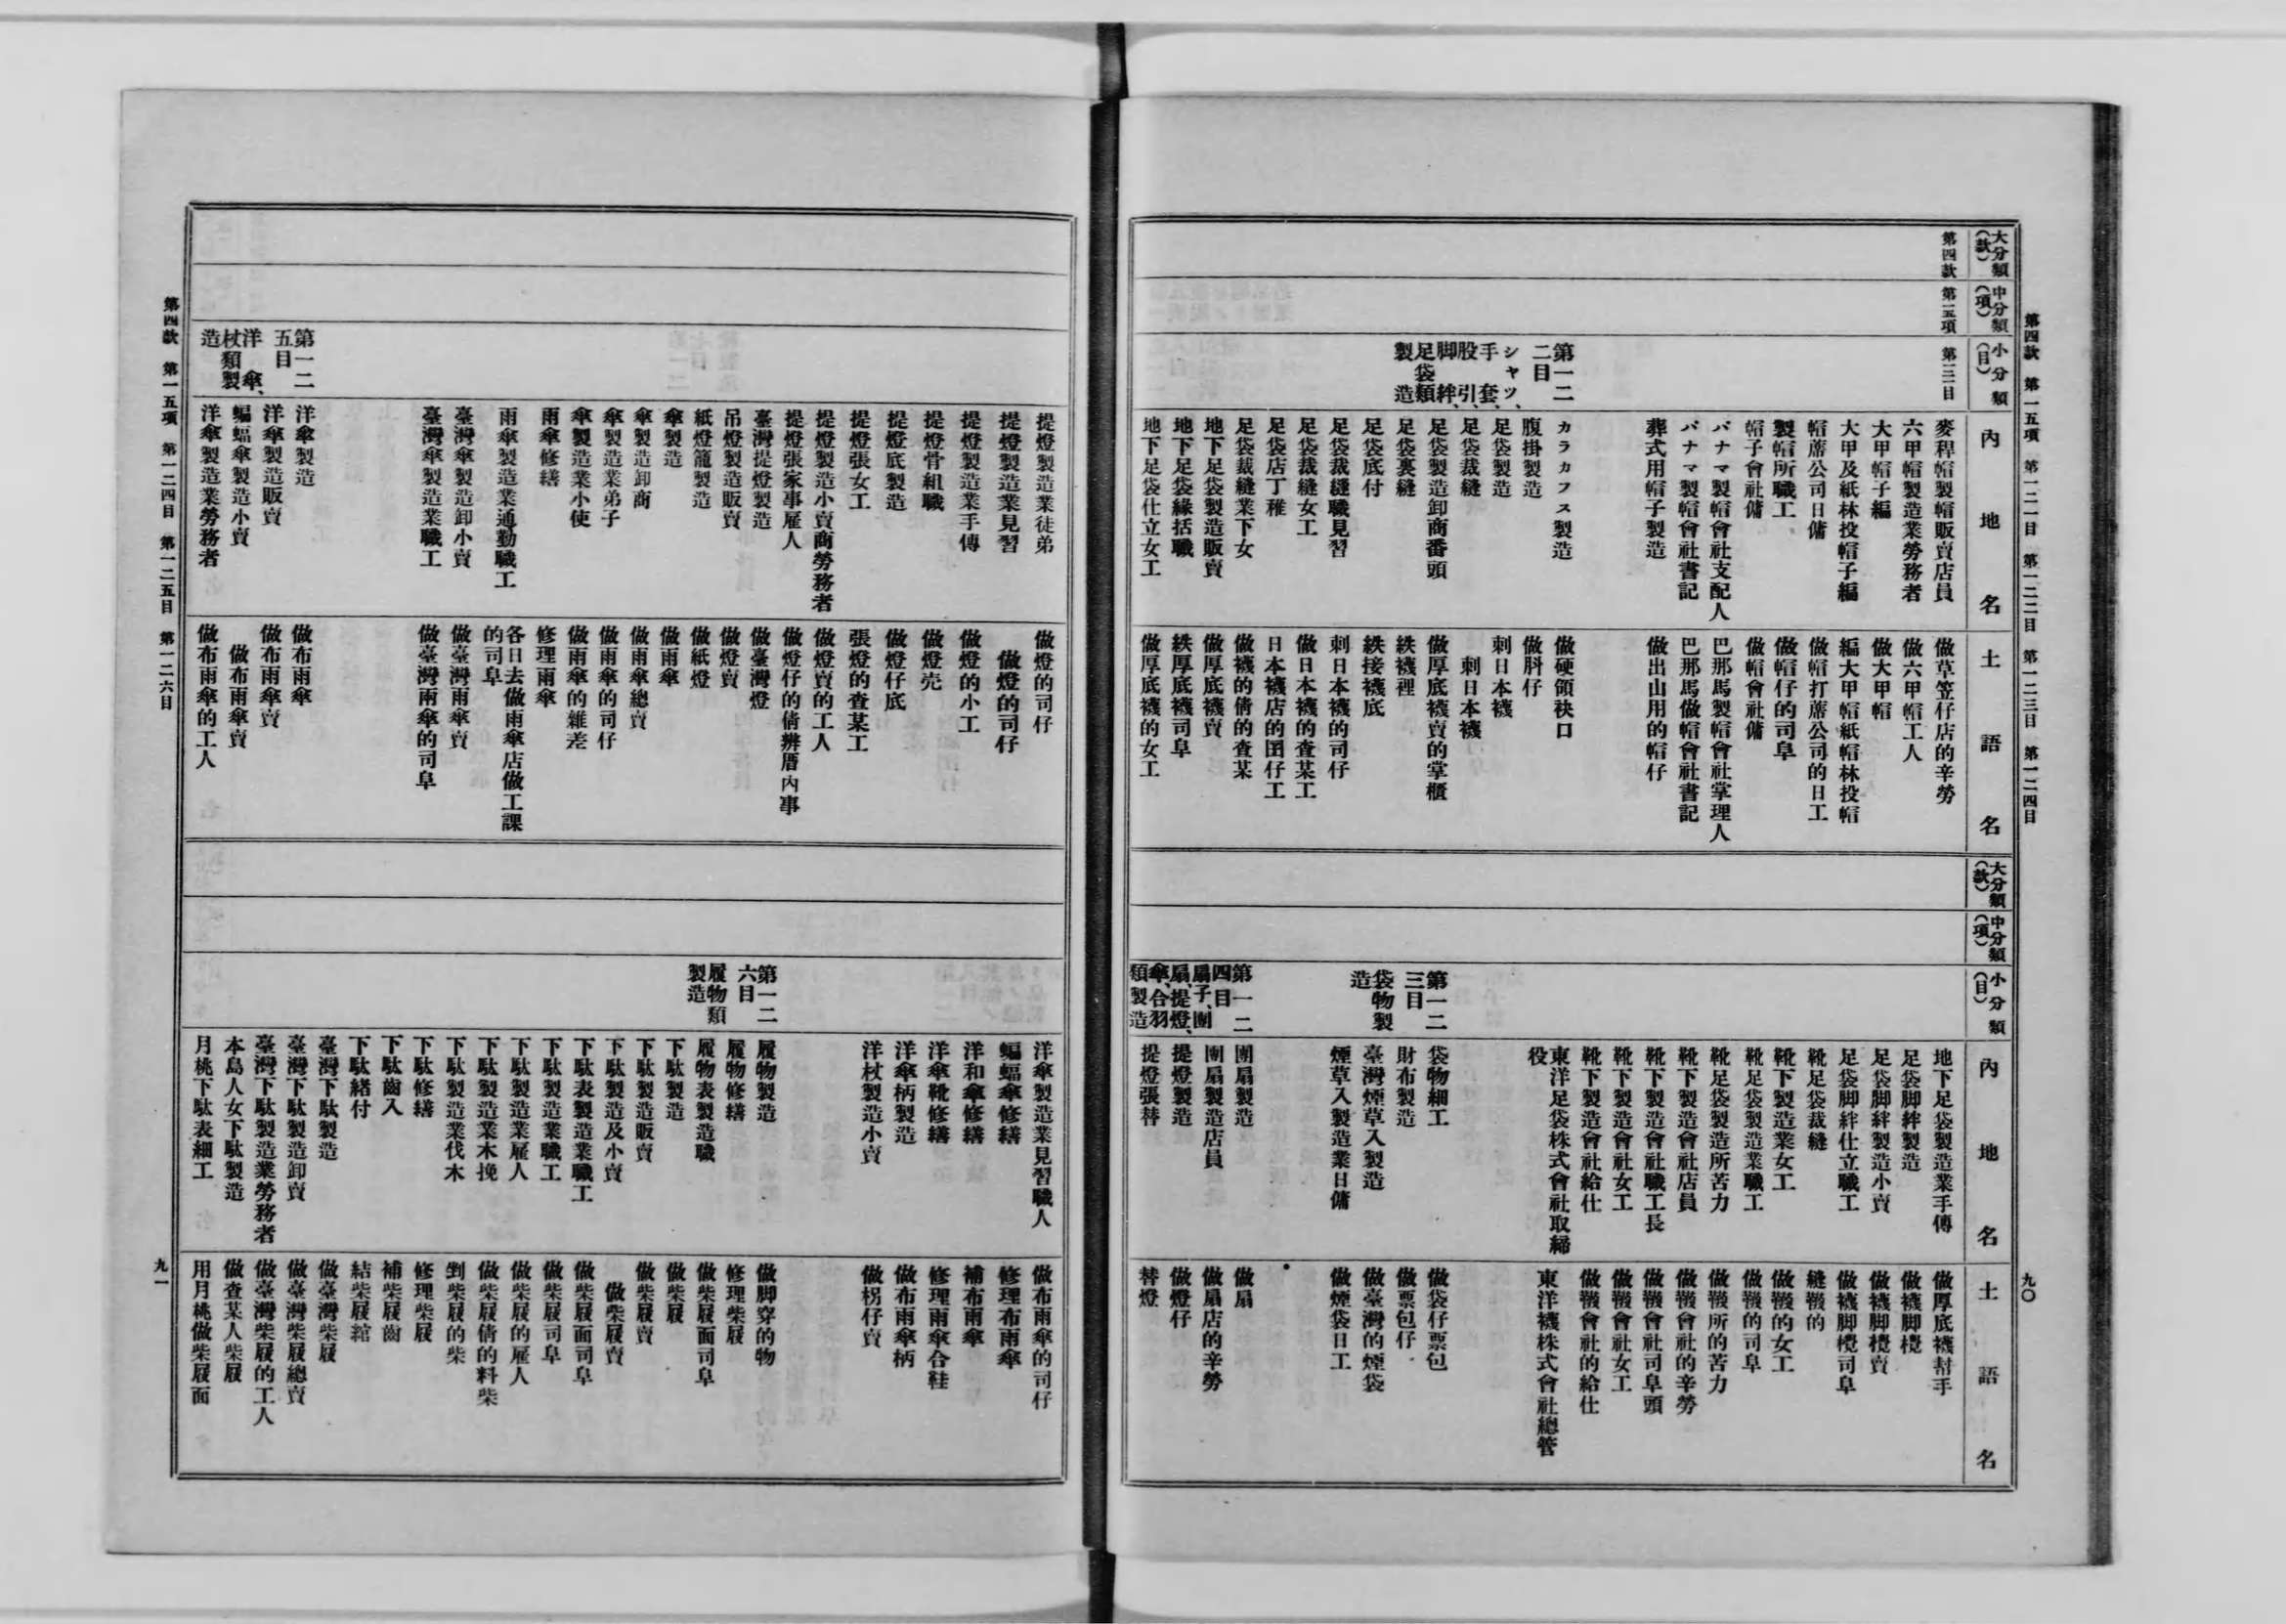 第四款 第一五項 第一二一目 第一二二目 第一二三目 第一二四目
九〇
大分類(款)
中分類(項)
小分類(目)
內地名
土語名
第四款
第一五項
第一二一目
麥稈帽製帽販賣店員
六甲帽製造業勞務者
大甲帽子編
大甲及紙林投帽子編
帽蓆公司日傭
製帽所職工
帽子會社傭
パナマ製帽會社支配人
パナマ製帽會社書記
葬式用帽子製造
第一二二目
シャツ、手套、股引、脚絆、足袋類製造
カラカフス製造
腹掛製造
足袋製造
足袋裁縫
足袋製造卸商番頭
足袋裏縫
足袋底付
足袋裁縫職見習
足袋裁縫女工
足袋店丁稚
足袋裁縫業下女
地下足袋製造販賣
地下足袋緣括職
地下足袋仕立女工
做草笠仔店的辛勞
做六甲帽工人
做大甲帽
編大甲帽紙帽林投帽
做帽打蓆公司的日工
做帽仔的司阜
做帽會社傭
巴那馬製帽會社掌理人
巴那馬做帽會社書記
做出山用的帽仔
做硬領袂口
做肚仔
刺日本襪
刺日本襪
做厚底襪賣的掌櫃
紩襪裡
紩接襪底
刺日本襪的司仔
做日本襪的查某工
日本襪店的囝仔工
做襪的倩的查某
做厚底襪賣
紩厚底襪司阜
做厚底襪的女工
大分類(款)
中分類(項)
小分類(目)
內地名
土語名
地下足袋製造業手傳
足袋脚絆製造
足袋脚絆製造小賣
足袋脚絆仕立職工
靴足袋裁縫
靴下製造業女工
靴足袋製造業職工
靴足袋製造所苦力
靴下製造會社店員
靴下製造會社職工長
靴下製造會社女工
靴下製造會社給仕
東洋足袋株式會社取締役
第一二三目
袋物製造
袋物細工
財布製造
臺灣煙草入製造
煙草入製造業日傭
第一二四目
扇子、團扇、提燈、傘、合羽類製造
團扇製造
團扇製造店員
提燈製造
提燈張替
做厚底襪幇手
做襪脚欖
做襪脚欖賣
做襪脚欖司阜
縫襪的
做襪的女工
做襪的司阜
做襪所的苦力
做襪會社的辛勞
做襪會社司阜頭
做襪會社女工
做襪會社的給仕
東洋襪株式會社總管
做袋仔票包
做票包仔
做臺灣的煙袋
做煙袋日工
做扇
做扇店的辛勞
做燈仔
替燈
提燈製造業徒弟
提燈製造業見習
提燈製造業手傳
提燈骨組職
提燈底製造
提燈張女工
提燈製造小賣商勞務者
提燈張家事雇人
臺灣提燈製造
吊燈製造販賣
紙燈籠製造
傘製造
傘製造卸商
傘製造業弟子
傘製造業小使
雨傘修繕
雨傘製造業通勤職工
臺灣傘製造卸小賣
臺灣傘製造業職工
第一二五目
洋傘、杖類製造
洋傘製造
洋傘製造販賣
蝙蝠傘製造小賣
洋傘製造業勞務者
做燈的司仔
做燈的司仔
做燈的小工
做燈壳
做燈仔底
張燈的查某工
做燈賣的工人
做燈仔的倩辨厝內事
做臺灣燈
做燈賣
做紙燈
做雨傘
做雨傘總賣
做雨傘的司仔
做雨傘的雜差
修理雨傘
各日去做雨傘店做工課的司阜
做臺灣雨傘賣
做臺灣雨傘的司阜
做布雨傘
做布雨傘賣
做布雨傘賣
做布雨傘的工人
洋傘製造業見習職人
蝙蝠傘修繕
洋和傘修繕
洋傘靴修繕
洋傘柄製造
洋杖製造小賣
第一二六目
履物類製造
履物製造
履物修繕
履物表製造職
下駄製造
下駄製造販賣
下駄製造及小賣
下駄表製造業職工
下駄製造業職工
下駄製造業雇人
下駄製造業木挽
下駄製造業伐木
下駄修繕
下駄齒入
下駄緒付
臺灣下駄製造
臺灣下駄製造卸賣
臺灣下駄製造業勞務者
本島人女下駄製造
月桃下駄表細工
做布雨傘的司仔
修理布雨傘
補布雨傘
修理雨傘合鞋
做布雨傘柄
做柺仔賣
做脚穿的物
修理柴屐
做柴屐面司阜
做柴屐
做柴屐賣
做柴屐賣
做柴屐面司阜
做柴屐司阜
做柴屐的雇人
做柴屐倩的料柴
剉柴屐的柴
修理柴屐
補柴屐齒
結柴屐綰
做臺灣柴屐
做臺灣柴屐總賣
做臺灣柴屐的工人
做查某人柴屐
用月桃做柴屐面
第四款 第一五項 第一二四目 第一二五目 第一二六目
九一